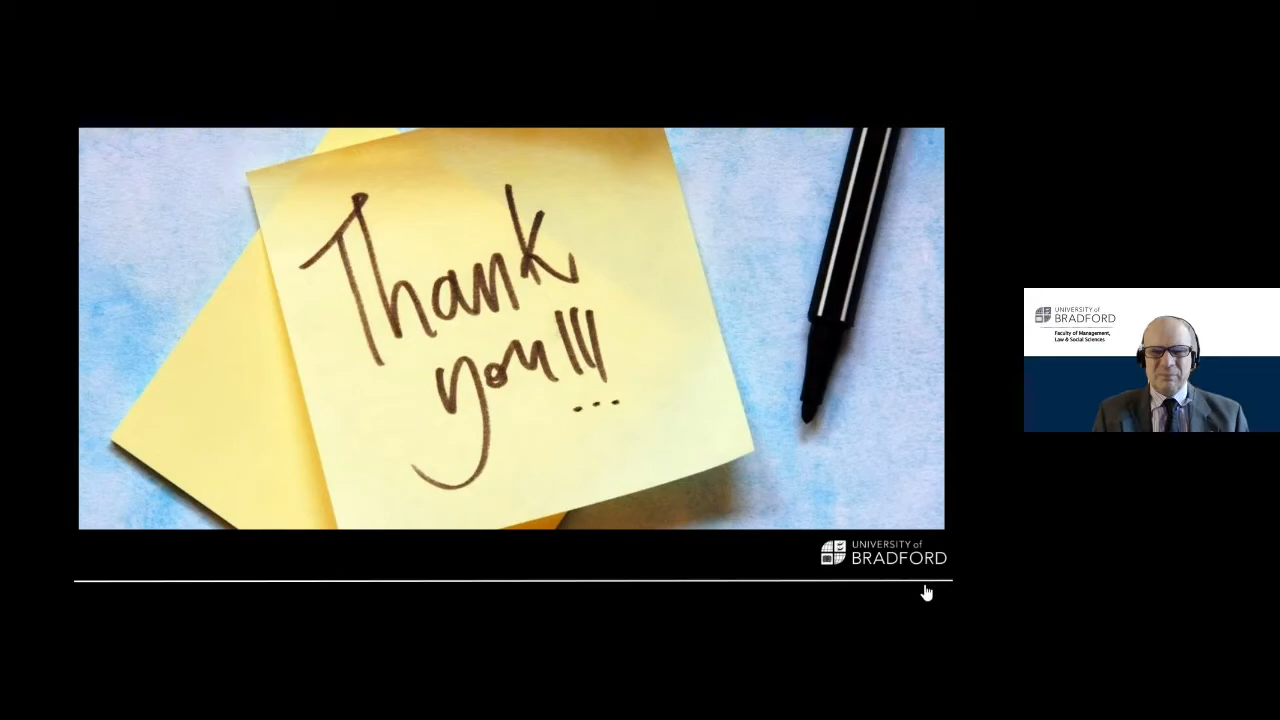 Thank
you!!!
UNIVERSITY of
BRADFORD
UNIVERSITY of
BRADFORD
Faculty of Management,
Law & Social Sciences